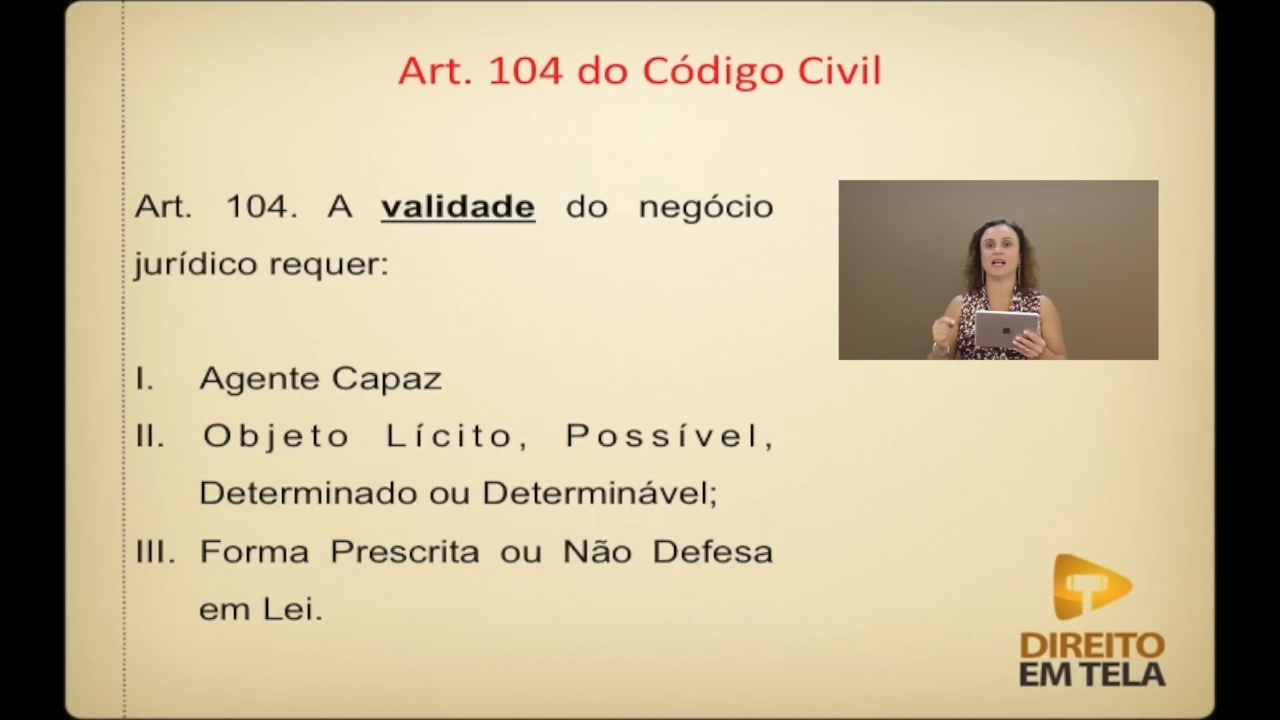 Art. 104 do Código Civil
Art. 104. A validade do negócio
jurídico requer:
I. Agente Capaz
II. Objeto Lícito, Possível,
Determinado ou Determinável;
III. Forma Prescrita ou Não Defesa
em Lei.
DIREITO
EM TELA